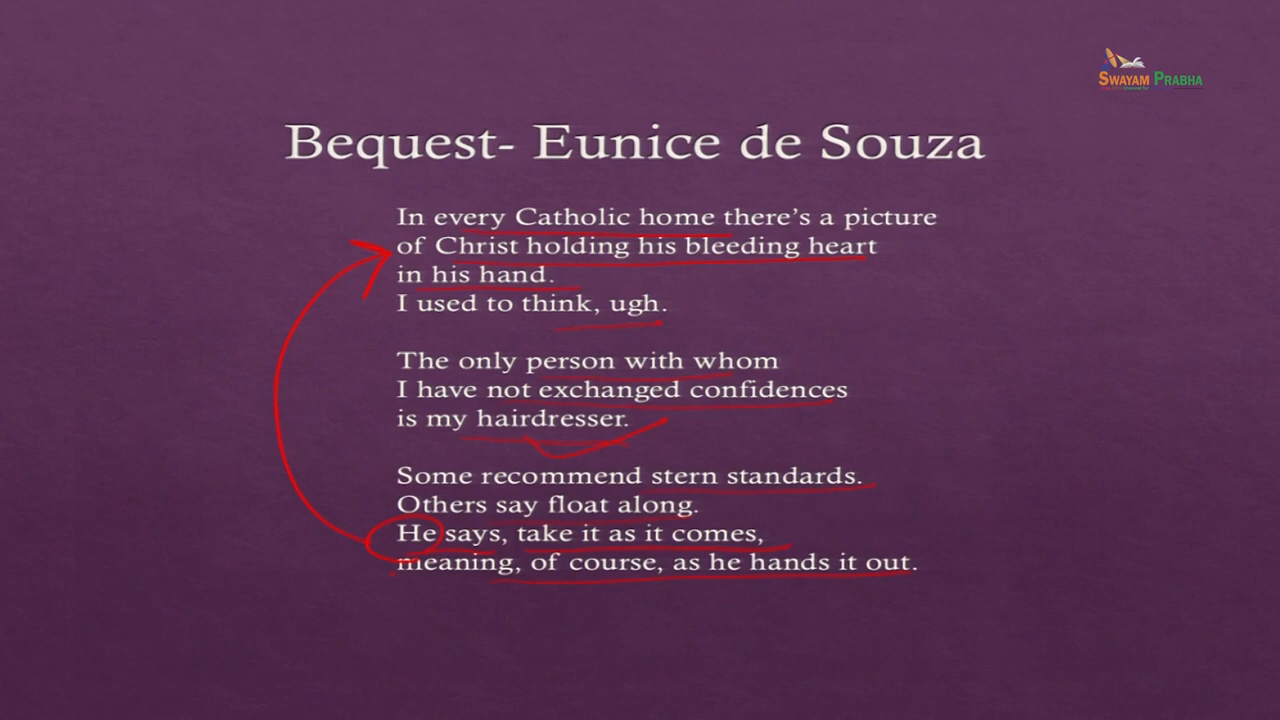 SWAYAM PRABHA
Bequest- Eunice de Souza
In every Catholic home there's a picture
of Christ holding his bleeding heart
in his hand.
I used to think, ugh.
The only person with whom
I have not exchanged confidences
is my hairdresser.
Some recommend stern standards.
Others say float along.
He says, take it as it comes,
meaning, of course, as he hands it out.